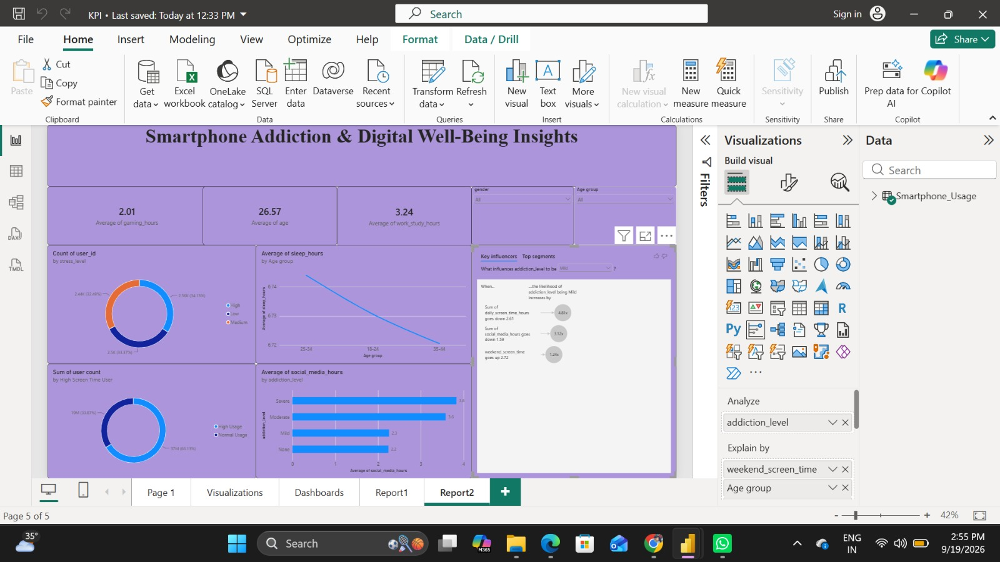 KPI • Last saved: Today at 12:33 PM
Search
Sign in
File
Home
Insert
Modeling
View
Optimize
Help
Format
Data / Drill
Share
Paste
Cut
Copy
Format painter
Clipboard
Get data
Excel workbook
OneLake catalog
SQL Server
Enter data
Dataverse
Recent sources
Data
Transform data
Refresh
Queries
New visual
Text box
More visuals
Insert
New visual calculation
New measure
Quick measure
Calculations
Sensitivity
Sensitivity
Publish
Share
Prep data for AI
Copilot
Copilot
DAX
TMDL
Smartphone Addiction & Digital Well-Being Insights
2.01
Average of gaming_hours
26.57
Average of age
3.24
Average of work_study_hours
gender
All
Age group
All
Count of user_id
by stress_level
2.44K (32.49%)
2.56K (34.13%)
2.5K (33.37%)
High
Low
Medium
Average of sleep_hours
by Age group
Average of sleep_hours
6.74
6.73
6.72
25-34
18-24
35-44
Age group
Key influencers
Top segments
What influences addiction_level to be
Mild
?
When...
...the likelihood of
addiction_level being Mild
increases by
Sum of
daily_screen_time_hours
goes down 2.61
4.81x
Sum of
social_media_hours goes
down 1.59
3.12x
weekend_screen_time
goes up 2.72
1.24x
Sum of user count
by High Screen Time User
19M (33.87%)
37M (66.13%)
High Usage
Normal Usage
Average of social_media_hours
by addiction_level
addiction_level
Severe
3.8
Moderate
3.6
Mild
2.3
None
2.2
0
1
2
3
4
Average of social_media_hours
Filters
Visualizations
Build visual
123
R
Py
Analyze
addiction_level
Explain by
weekend_screen_time
Age group
Data
Search
Smartphone_Usage
Page 1
Visualizations
Dashboards
Report1
Report2
+
Page 5 of 5
-
+
42%
35°
Search
M365
ENG
IN
2:55 PM
9/19/2026